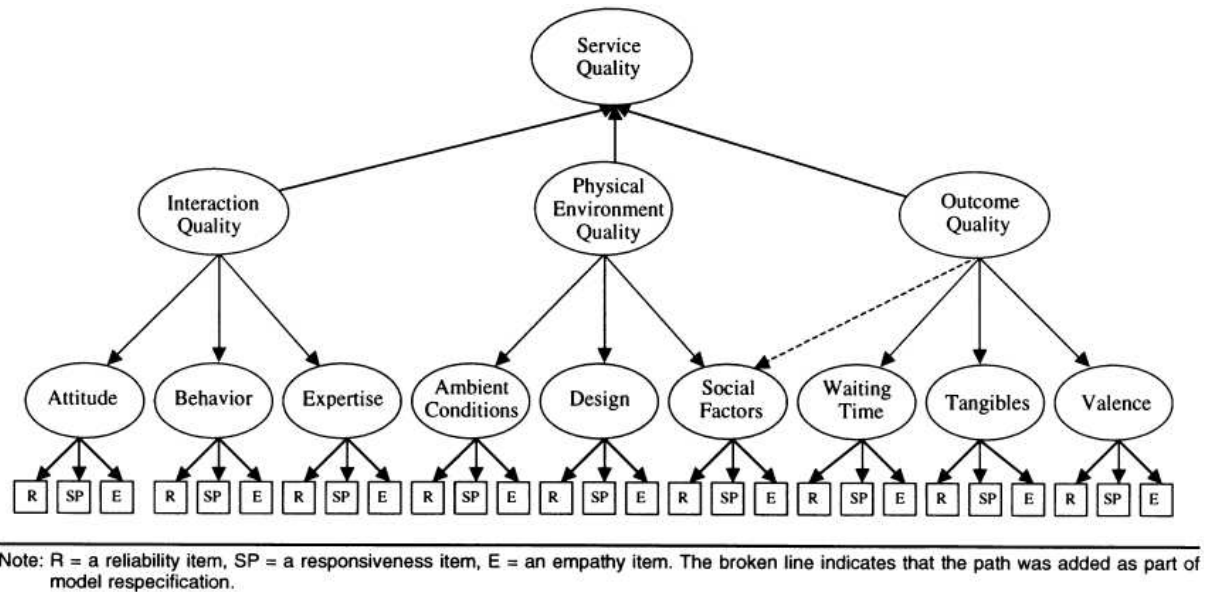 Service
Quality
Interaction
Quality
Physical
Environment
Quality
Outcome
Quality
Attitude
Behavior
Expertise
Ambient
Conditions
Design
Social
Factors
Waiting
Time
Tangibles
Valence
R SP E R SP E R SP E R SP E R SP E R SP E R SP E R SP E R SP E
Note: R = a reliability item, SP = a responsiveness item, E = an empathy item. The broken line indicates that the path was added as part of
model respecification.